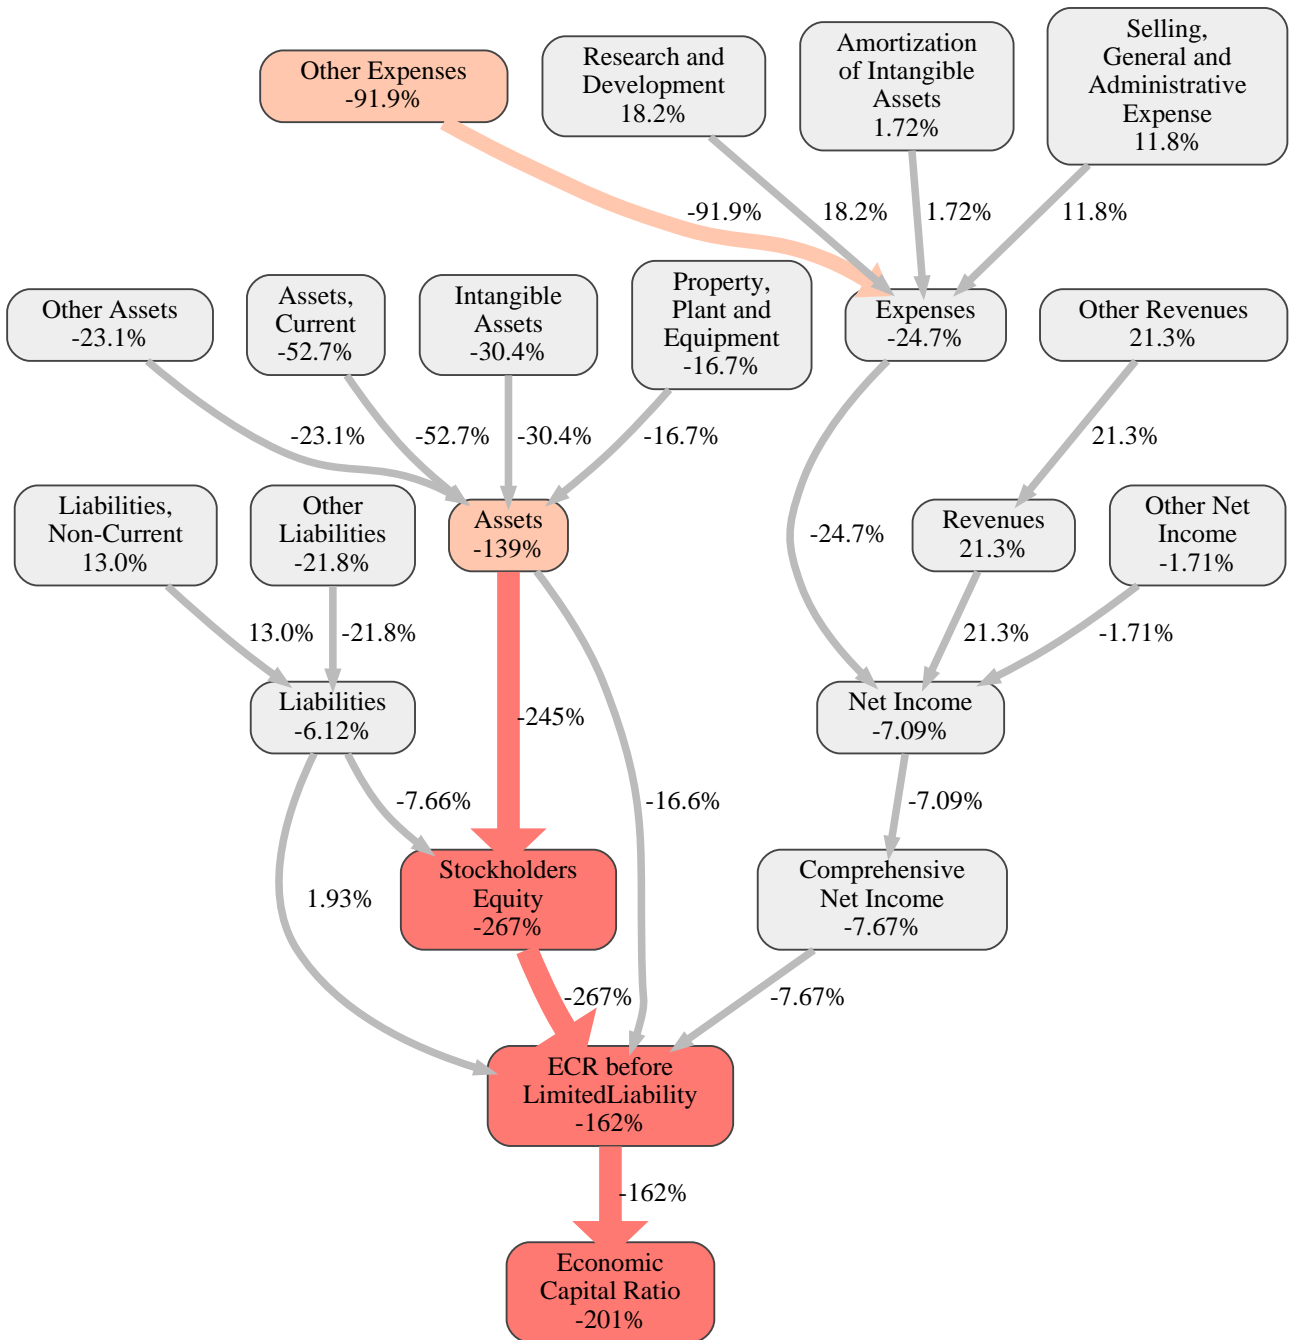 Other Expenses
-91.9%
Research and
Development
18.2%
Amortization
of Intangible
Assets
1.72%
Selling,
General and
Administrative
Expense
11.8%
-91.9%
18.2%
1.72%
11.8%
Other Assets
-23.1%
Assets,
Current
-52.7%
Intangible
Assets
-30.4%
Property,
Plant and
Equipment
-16.7%
Expenses
-24.7%
Other Revenues
21.3%
-23.1%
-52.7%
-30.4%
-16.7%
21.3%
Liabilities,
Non-Current
13.0%
Other
Liabilities
-21.8%
Assets
-139%
-24.7%
Revenues
21.3%
Other Net
Income
-1.71%
13.0%
-21.8%
21.3%
-1.71%
Liabilities
-6.12%
-245%
Net Income
-7.09%
-7.66%
-16.6%
-7.09%
1.93%
Stockholders
Equity
-267%
Comprehensive
Net Income
-7.67%
-267%
-7.67%
ECR before
LimitedLiability
-162%
-162%
Economic
Capital Ratio
-201%